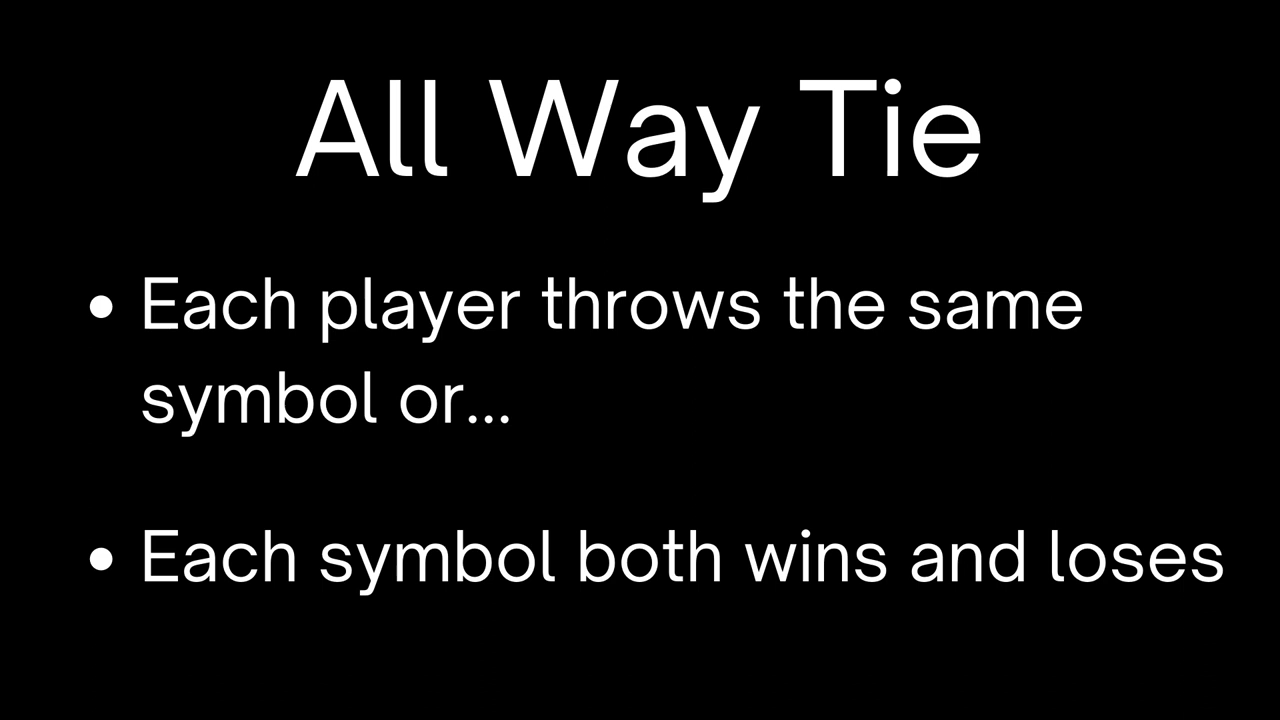 All Way Tie
• Each player throws the same
symbol or...
• Each symbol both wins and loses